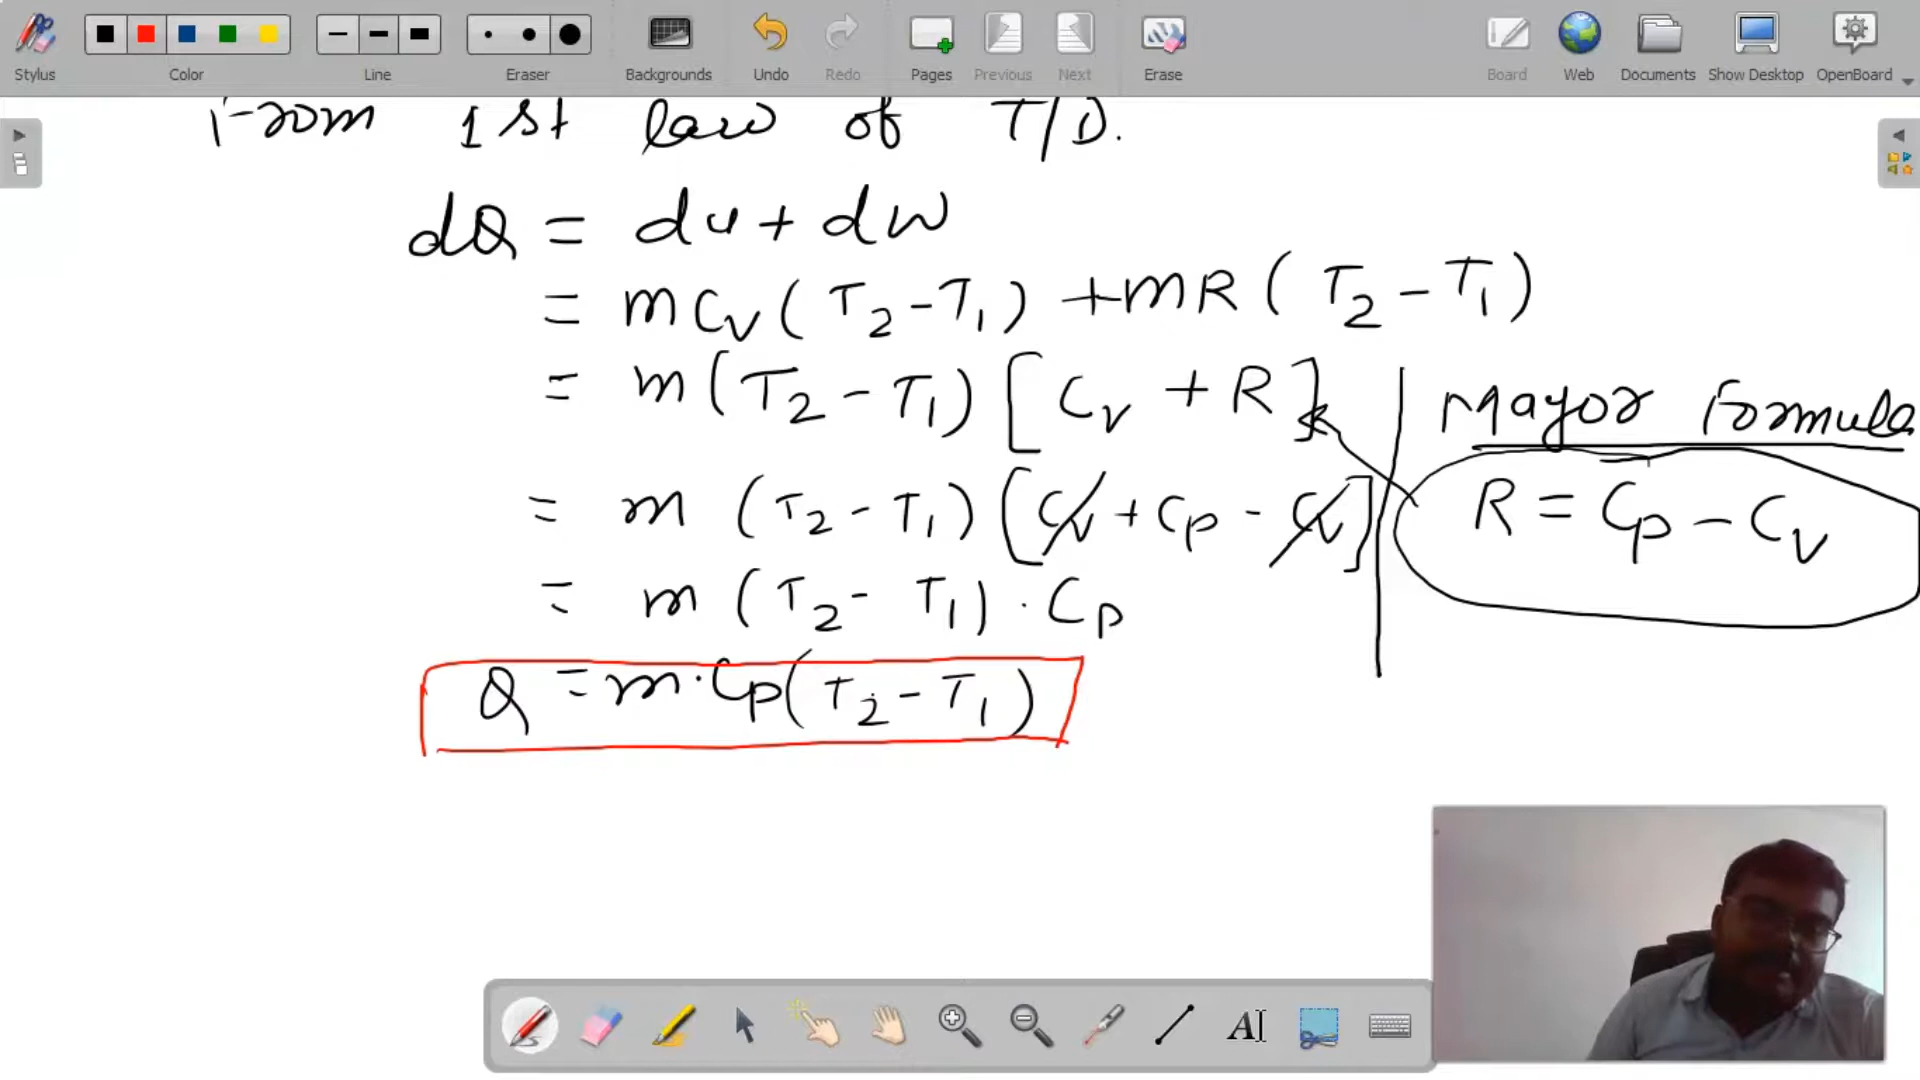 Stylus
Color
Line
Eraser
Backgrounds
Undo
Redo
Pages
Previous
Next
Erase
Board
Web
Documents
Show Desktop
OpenBoard
From 1st law of T/D.
dQ = du + dw
= mCv(T2-T1) + mR(T2-T1)
= m(T2-T1)[Cv + R]
= m (T2-T1)[Cv + Cp - Cv]
= m (T2-T1) · Cp
Q = m·Cp(T2-T1)
Mayor Formula
R = Cp - Cv